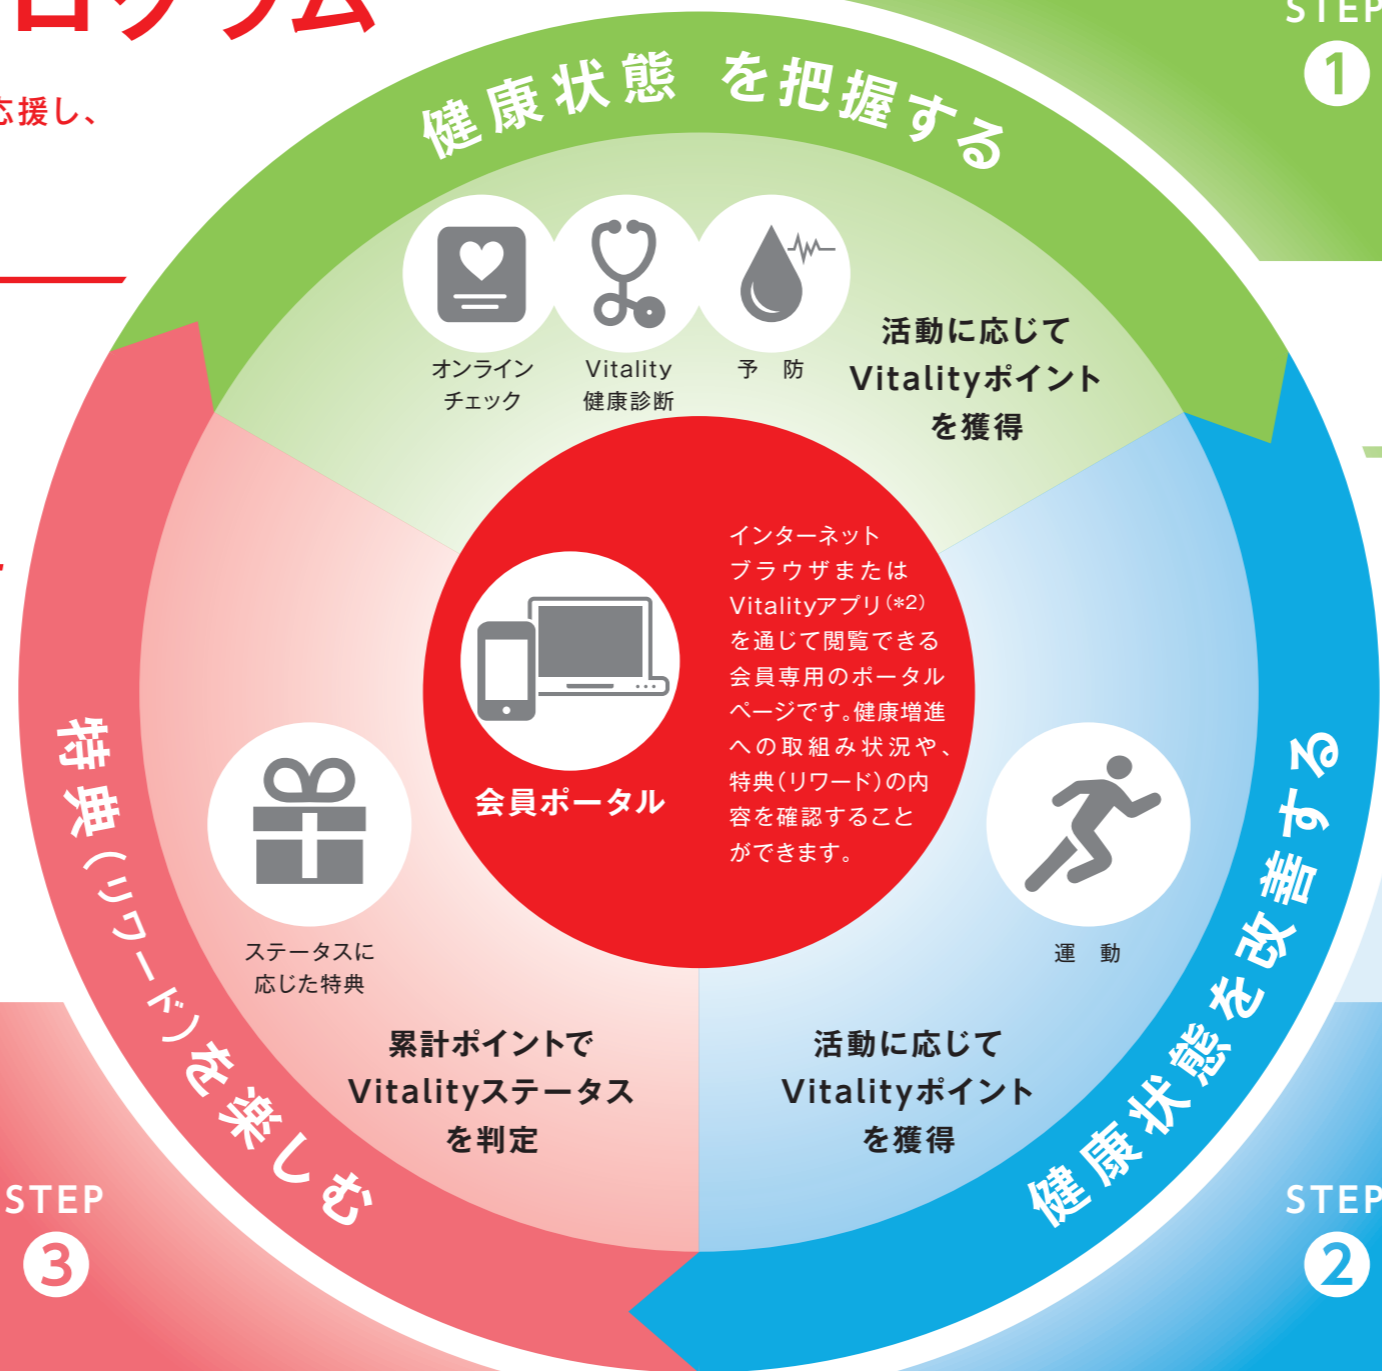 ログラム
応援し、
STEP
1
健康状態 を把握する
オンライン
チェック
Vitality
健康診断
予 防
活動に応じて
Vitalityポイント
を獲得
会員ポータル
インターネット
ブラウザまたは
Vitalityアプリ(*2)
を通じて閲覧できる
会員専用のポータル
ページです。健康増進
への取組み状況や、
特典(リワード)の内
容を確認すること
ができます。
健康状態を改善する
運 動
活動に応じて
Vitalityポイント
を獲得
STEP
2
特典(リワード)を楽しむ
ステータスに
応じた特典
累計ポイントで
Vitalityステータス
を判定
STEP
3